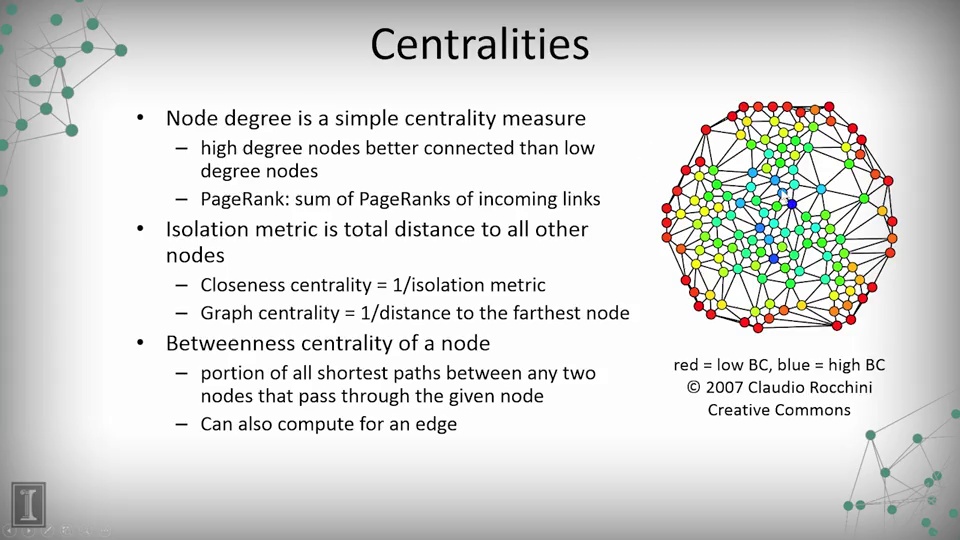 Centralities
• Node degree is a simple centrality measure
– high degree nodes better connected than low
degree nodes
– PageRank: sum of PageRanks of incoming links
• Isolation metric is total distance to all other
nodes
– Closeness centrality = 1/isolation metric
– Graph centrality = 1/distance to the farthest node
• Betweenness centrality of a node
– portion of all shortest paths between any two
nodes that pass through the given node
– Can also compute for an edge
red = low BC, blue = high BC
© 2007 Claudio Rocchini
Creative Commons
I